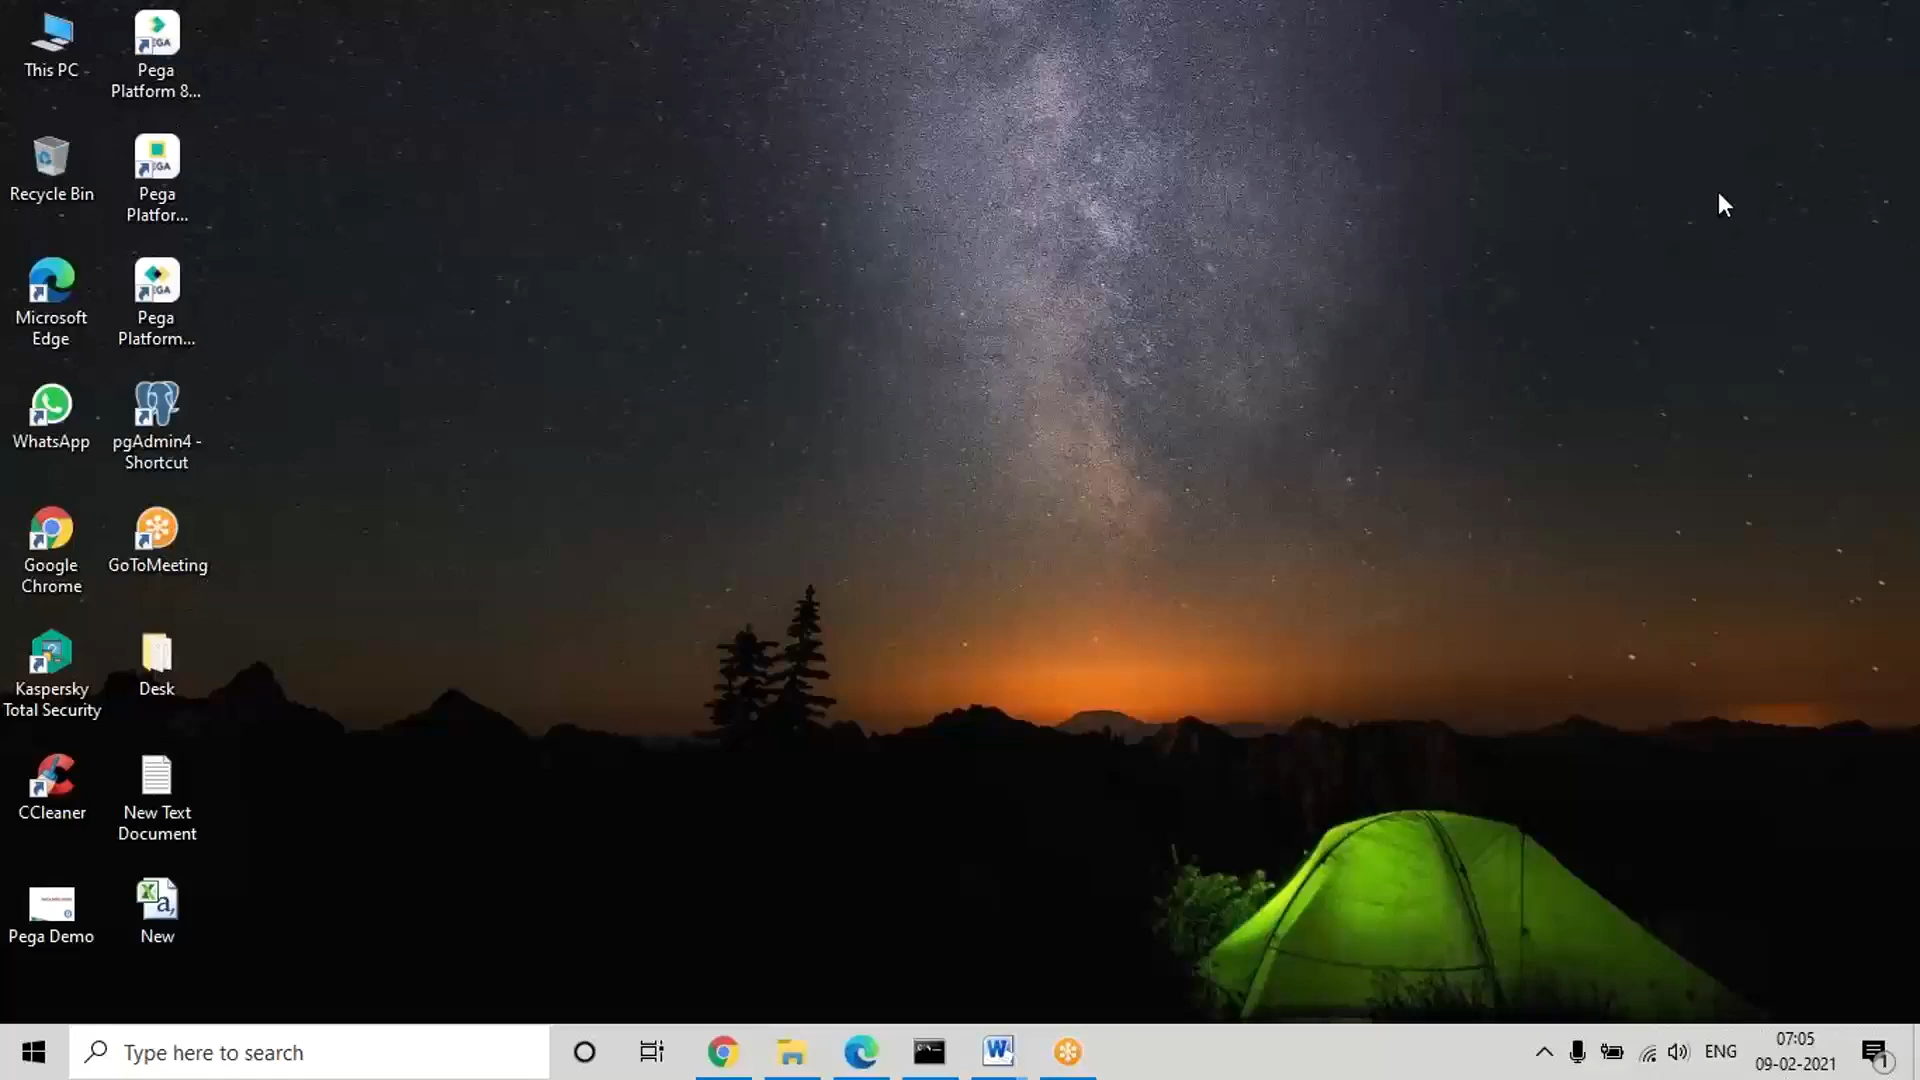 This PC
Pega
Platform 8...
Recycle Bin
Pega
Platfor...
Microsoft
Edge
Pega
Platform...
WhatsApp
pgAdmin4 -
Shortcut
Google
Chrome
GoToMeeting
Kaspersky
Total Security
Desk
CCleaner
New Text
Document
Pega Demo
New
Type here to search
ENG
07:05
09-02-2021
1